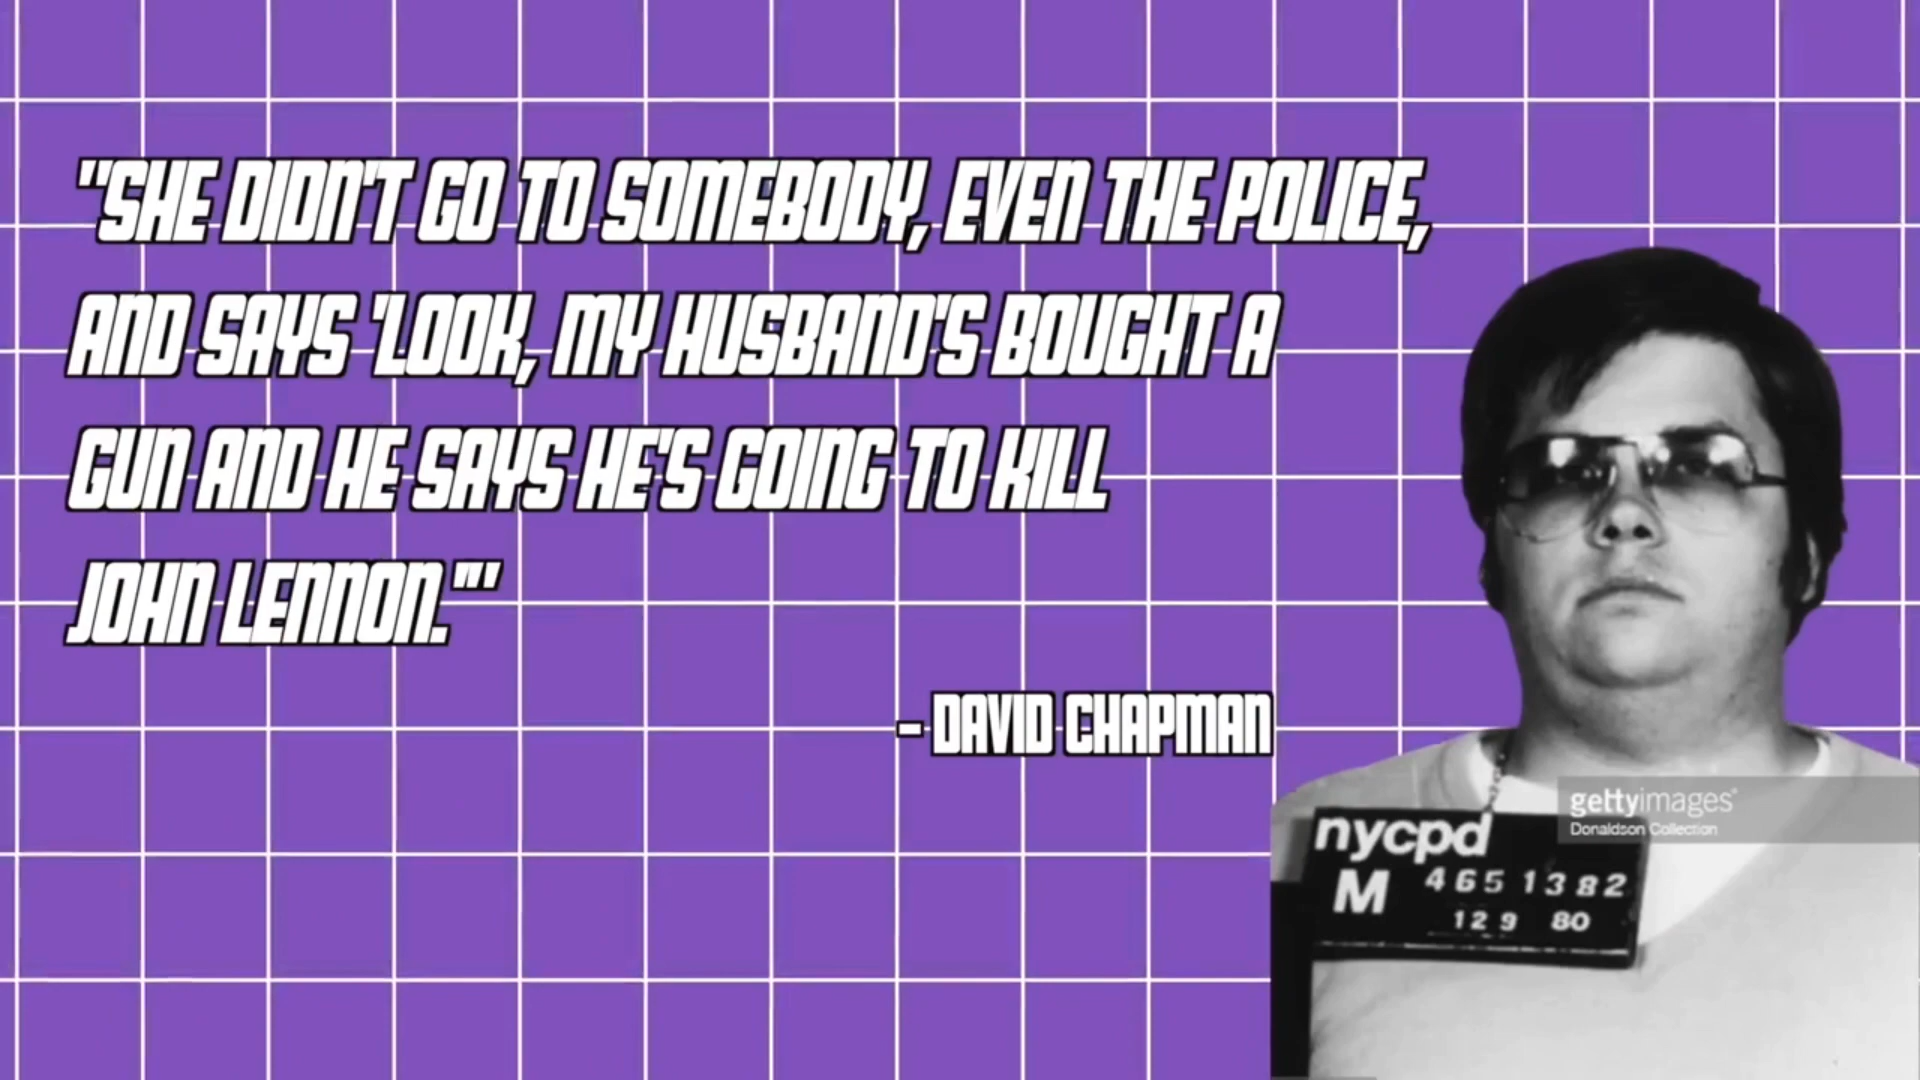 "SHE DIDN'T GO TO SOMEBODY, EVEN THE POLICE,
AND SAYS 'LOOK, MY HUSBAND'S BOUGHT A
GUN AND HE SAYS HE'S GOING TO KILL
JOHN LENNON.'"
- DAVID CHAPMAN
gettyimages®
Donaldson Collection
nycpd
M 465 1382
12 9 80